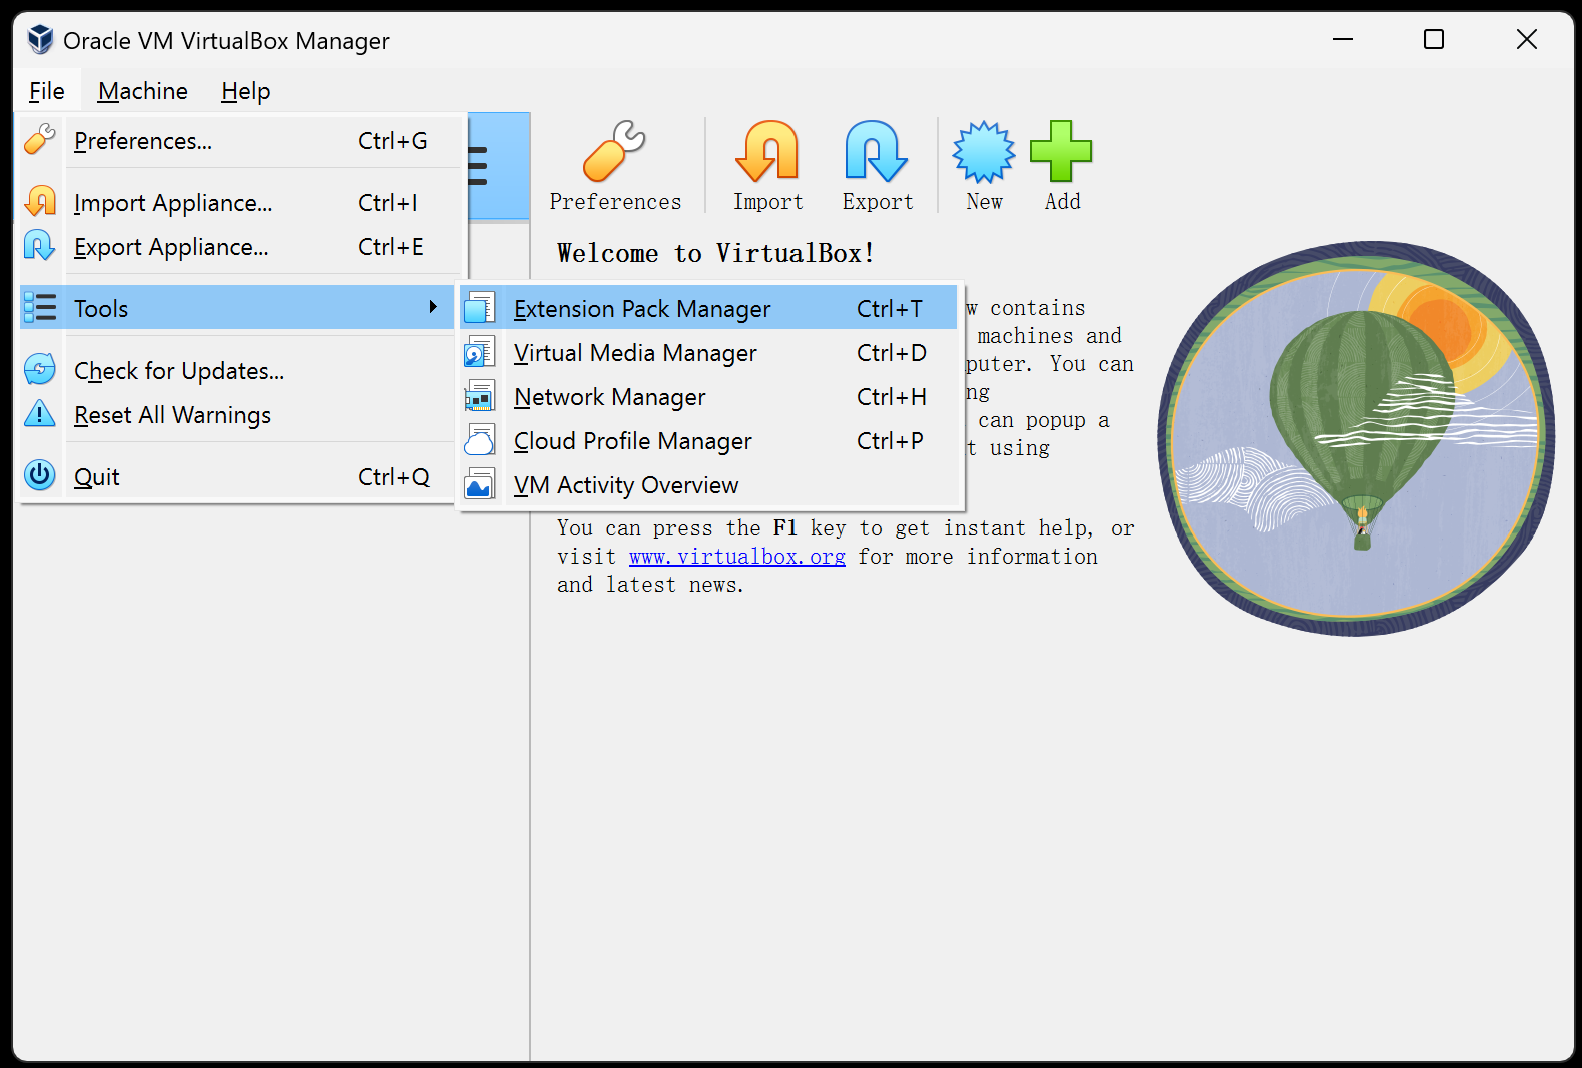 Oracle VM VirtualBox Manager
File Machine Help
Preferences... Ctrl+G
Import Appliance... Ctrl+I
Export Appliance... Ctrl+E
Tools
Check for Updates...
Reset All Warnings
Quit Ctrl+Q
Extension Pack Manager Ctrl+T
Virtual Media Manager Ctrl+D
Network Manager Ctrl+H
Cloud Profile Manager Ctrl+P
VM Activity Overview
Preferences Import Export New Add
Welcome to VirtualBox!
contains
machines and
You can
can popup a
using
You can press the F1 key to get instant help, or
visit www.virtualbox.org for more information
and latest news.